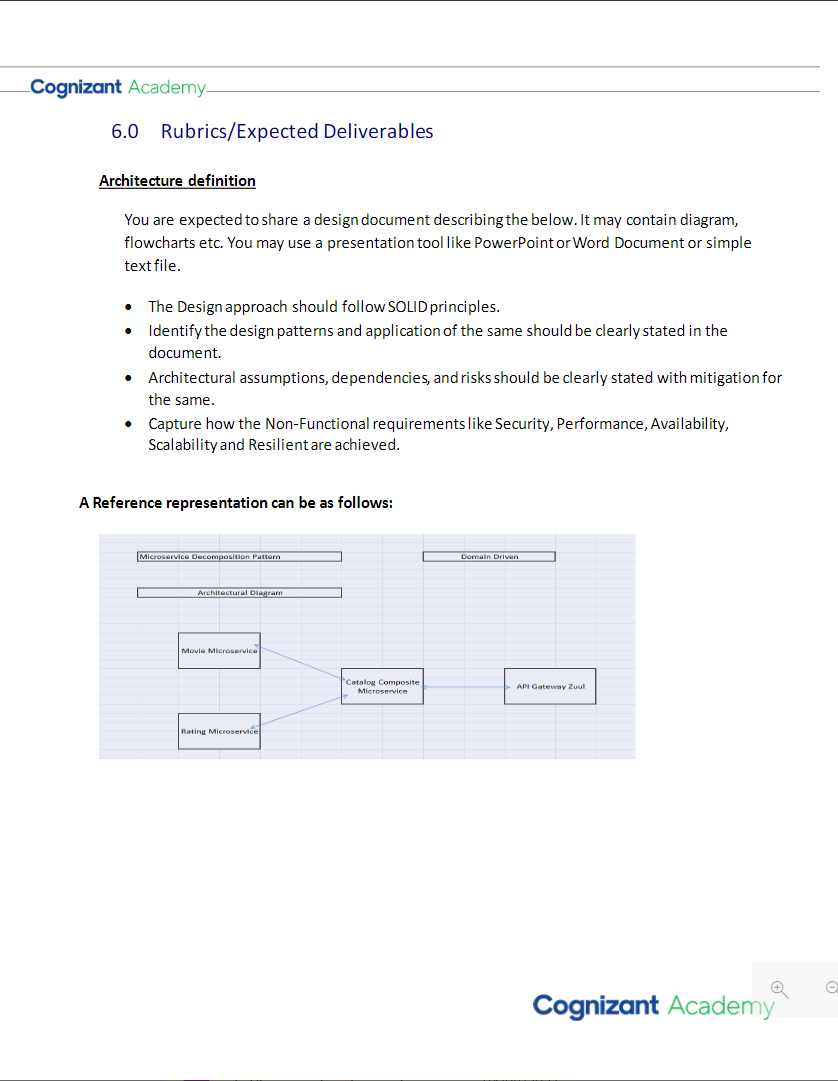 Cognizant Academy
6.0 Rubrics/Expected Deliverables
Architecture definition
You are expected to share a design document describing the below. It may contain diagram,
flowcharts etc. You may use a presentation tool like PowerPoint or Word Document or simple
text file.
• The Design approach should follow SOLID principles.
• Identify the design patterns and application of the same should be clearly stated in the
document.
• Architectural assumptions, dependencies, and risks should be clearly stated with mitigation for
the same.
• Capture how the Non-Functional requirements like Security, Performance, Availability,
Scalability and Resilient are achieved.
A Reference representation can be as follows:
Microservice Decomposition Pattern
Domain Driven
Architectural Diagram
Movie Microservice
Catalog Composite
Microservice
API Gateway Zuul
Rating Microservice
Cognizant Academy